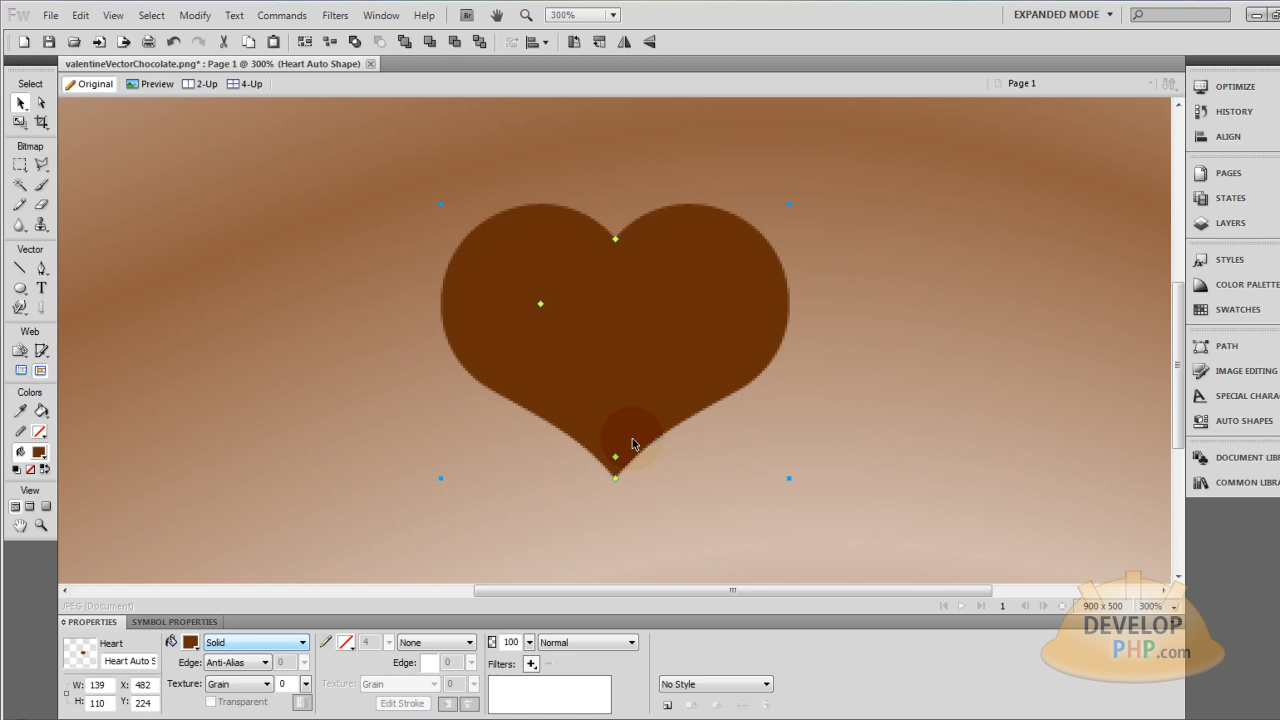 Fw File Edit View Select Modify Text Commands Filters Window Help Br 300% EXPANDED MODE
valentineVectorChocolate.png* : Page 1 @ 300% (Heart Auto Shape)
Original Preview 2-Up 4-Up Page 1
Select
Bitmap
Vector
T
Web
Colors
View
OPTIMIZE
HISTORY
ALIGN
PAGES
STATES
LAYERS
STYLES
COLOR PALETTE
SWATCHES
PATH
IMAGE EDITING
SPECIAL CHARA
AUTO SHAPES
DOCUMENT LIB
COMMON LIBR
JPEG (Document) 1 900 x 500 300%
PROPERTIES SYMBOL PROPERTIES
Heart Solid 4 None 100 Normal
Heart Auto S Edge: Anti-Alias 0 Edge: 0 Filters:
W: 139 X: 482 Texture: Grain 0 Texture: Grain 0 No Style
H: 110 Y: 224 Transparent Edit Stroke
DEVELOP
PHP.com